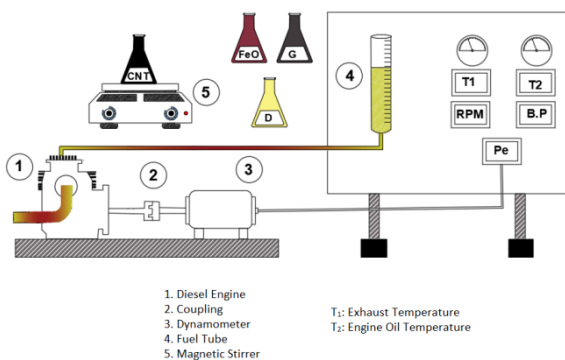 CNT
FeO
G
D
5
4
T1
T2
RPM
B.P
Pe
1
2
3
1. Diesel Engine
2. Coupling
3. Dynamometer
4. Fuel Tube
5. Magnetic Stirrer
T₁: Exhaust Temperature
T₂: Engine Oil Temperature